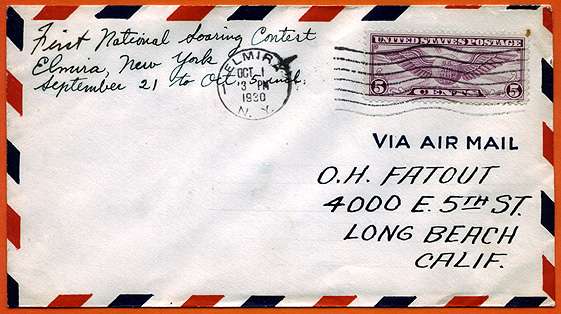 First National Soaring Contest
Elmira, New York
September 21 to Oct.
ELMIRA
OCT. 1
3 PM
1930
N. Y.
UNITED STATES POSTAGE
5 CENTS 5
VIA AIR MAIL
O.H. FATOUT
4000 E. 5TH ST.
LONG BEACH
CALIF.